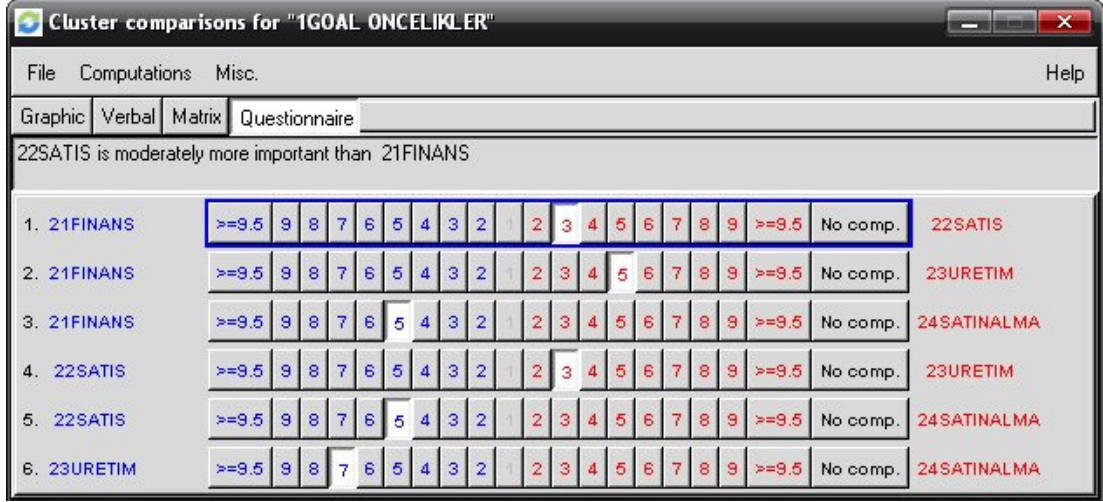 Cluster comparisons for "1GOAL ONCELIKLER"
File Computations Misc. Help
Graphic Verbal Matrix Questionnaire
22SATIS is moderately more important than 21FINANS
1. 21FINANS >=9.5 9 8 7 6 5 4 3 2 1 2 3 4 5 6 7 8 9 >=9.5 No comp. 22SATIS
2. 21FINANS >=9.5 9 8 7 6 5 4 3 2 1 2 3 4 5 6 7 8 9 >=9.5 No comp. 23URETIM
3. 21FINANS >=9.5 9 8 7 6 5 4 3 2 1 2 3 4 5 6 7 8 9 >=9.5 No comp. 24SATINALMA
4. 22SATIS >=9.5 9 8 7 6 5 4 3 2 1 2 3 4 5 6 7 8 9 >=9.5 No comp. 23URETIM
5. 22SATIS >=9.5 9 8 7 6 5 4 3 2 1 2 3 4 5 6 7 8 9 >=9.5 No comp. 24SATINALMA
6. 23URETIM >=9.5 9 8 7 6 5 4 3 2 1 2 3 4 5 6 7 8 9 >=9.5 No comp. 24SATINALMA